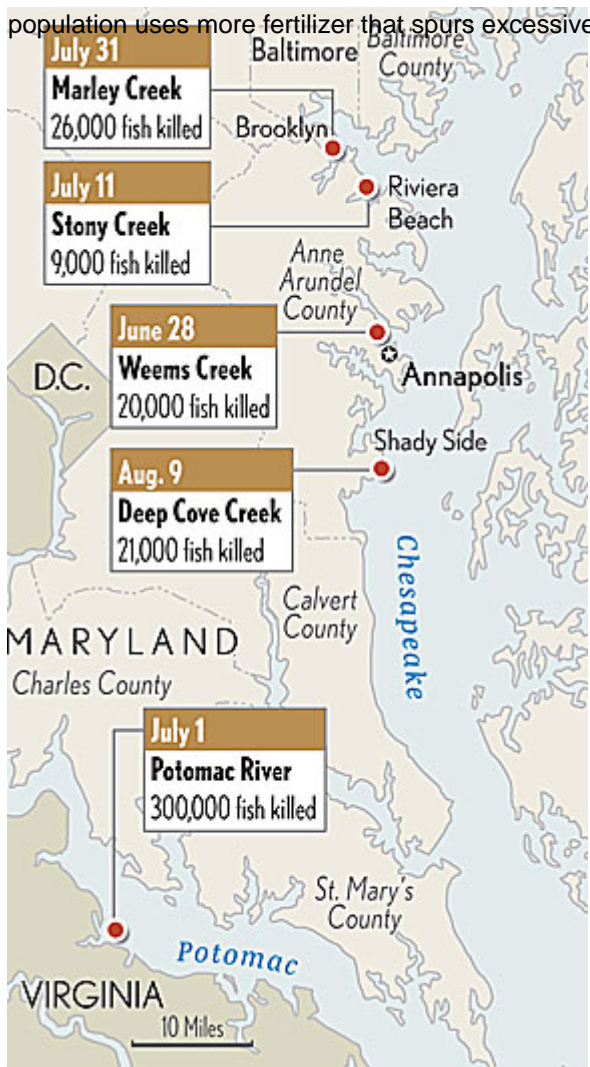 population uses more fertilizer that spurs excessive
July 31
Marley Creek
26,000 fish killed
Baltimore
Baltimore
County
Brooklyn
July 11
Stony Creek
9,000 fish killed
Riviera
Beach
Anne
Arundel
County
June 28
Weems Creek
20,000 fish killed
D.C.
Annapolis
Shady Side
Aug. 9
Deep Cove Creek
21,000 fish killed
Chesapeake
Calvert
County
MARYLAND
Charles County
July 1
Potomac River
300,000 fish killed
St. Mary's
County
Potomac
VIRGINIA
10 Miles